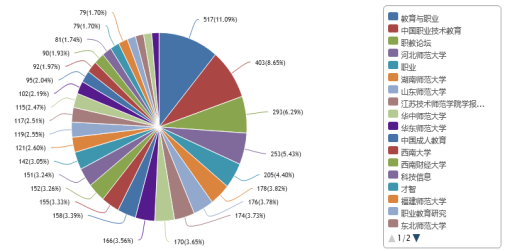 79(1.70%)
79(1.70%)
81(1.74%)
90(1.93%)
92(1.97%)
95(2.04%)
102(2.19%)
115(2.47%)
117(2.51%)
119(2.55%)
121(2.60%)
142(3.05%)
151(3.24%)
152(3.26%)
155(3.33%)
158(3.39%)
166(3.56%)
170(3.65%)
174(3.73%)
176(3.78%)
178(3.82%)
205(4.40%)
253(5.43%)
293(6.29%)
403(8.65%)
517(11.09%)
教育与职业
中国职业技术教育
职教论坛
河北师范大学
职业
湖南师范大学
山东师范大学
江苏技术师范学院学报...
华中师范大学
华东师范大学
中国成人教育
西南大学
西南财经大学
科技信息
才智
福建师范大学
职业教育研究
东北师范大学
1/2